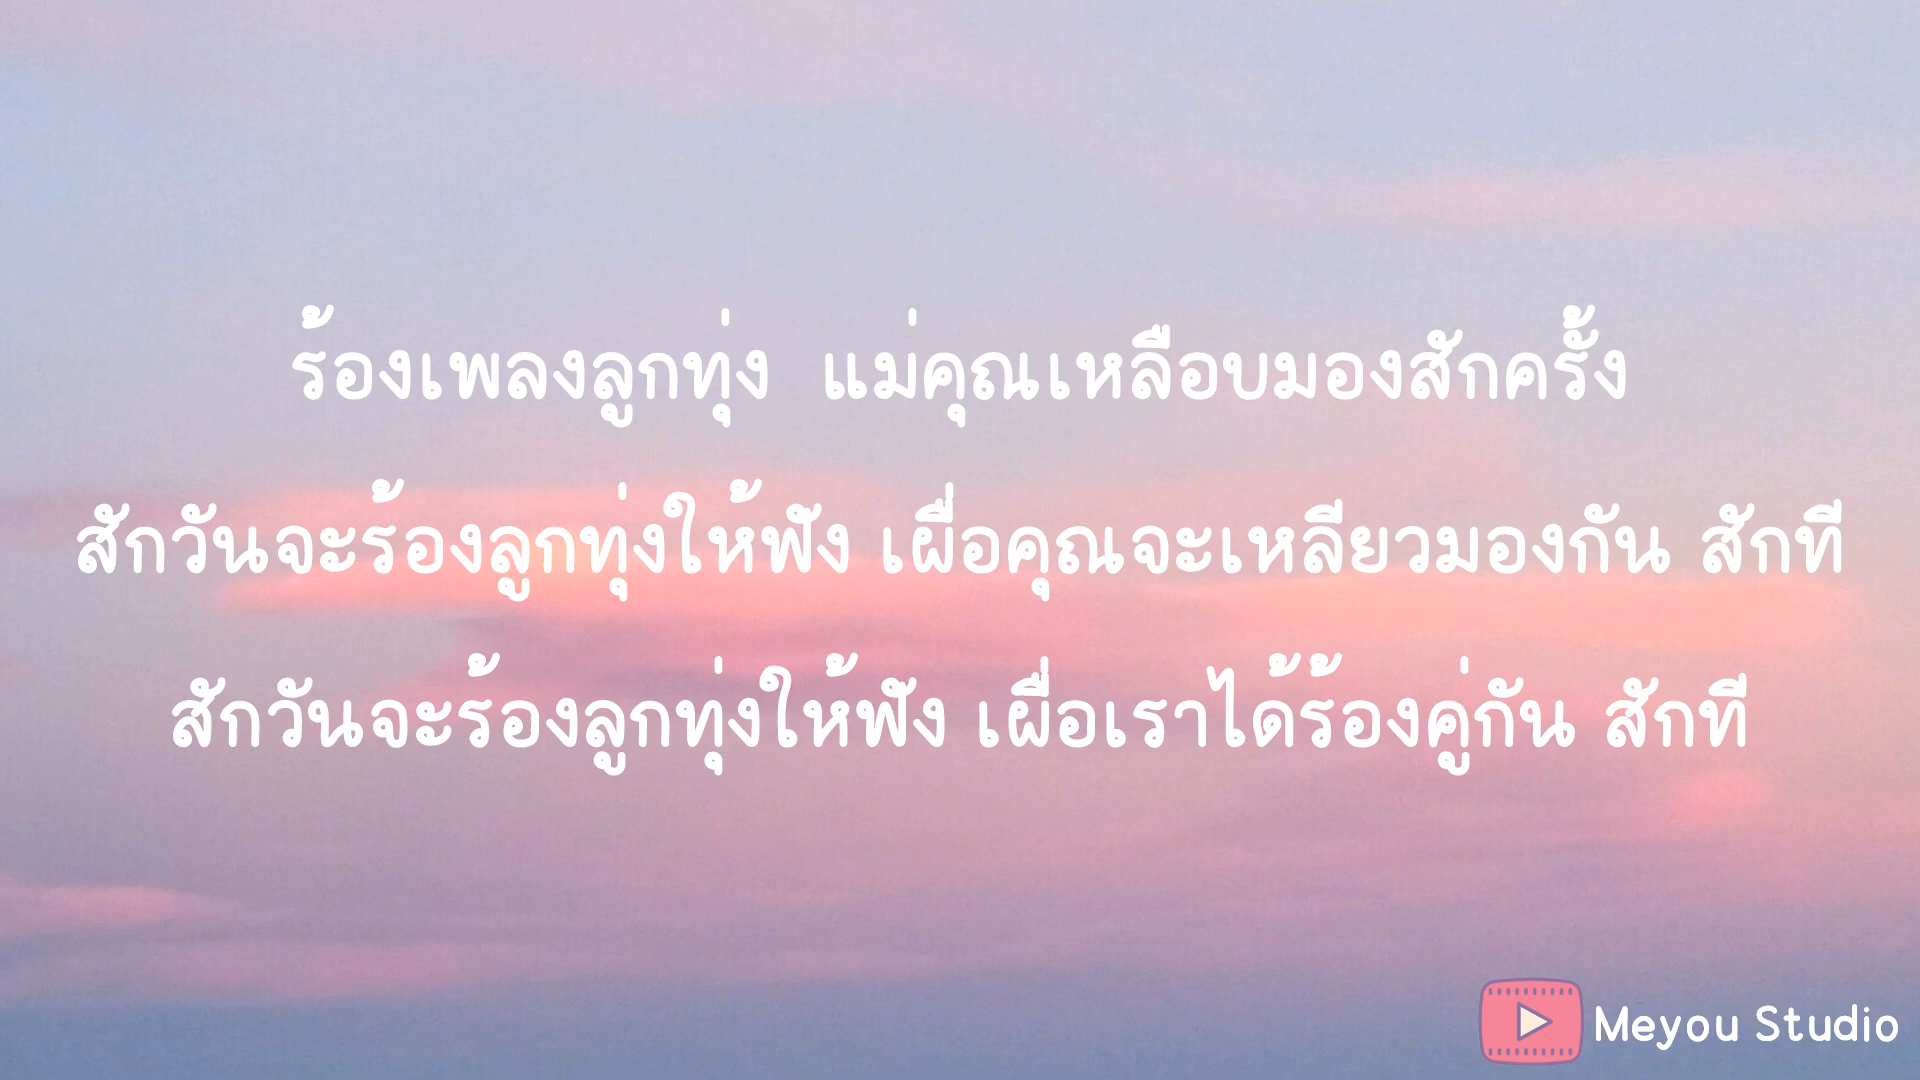 ร้องเพลงลูกทุ่ง แม่คุณเหลือบมองสักครั้ง
สักวันจะร้องลูกทุ่งให้ฟัง เผื่อคุณจะเหลียวมองกัน สักที
สักวันจะร้องลูกทุ่งให้ฟัง เผื่อเราได้ร้องคู่กัน สักที
Meyou Studio